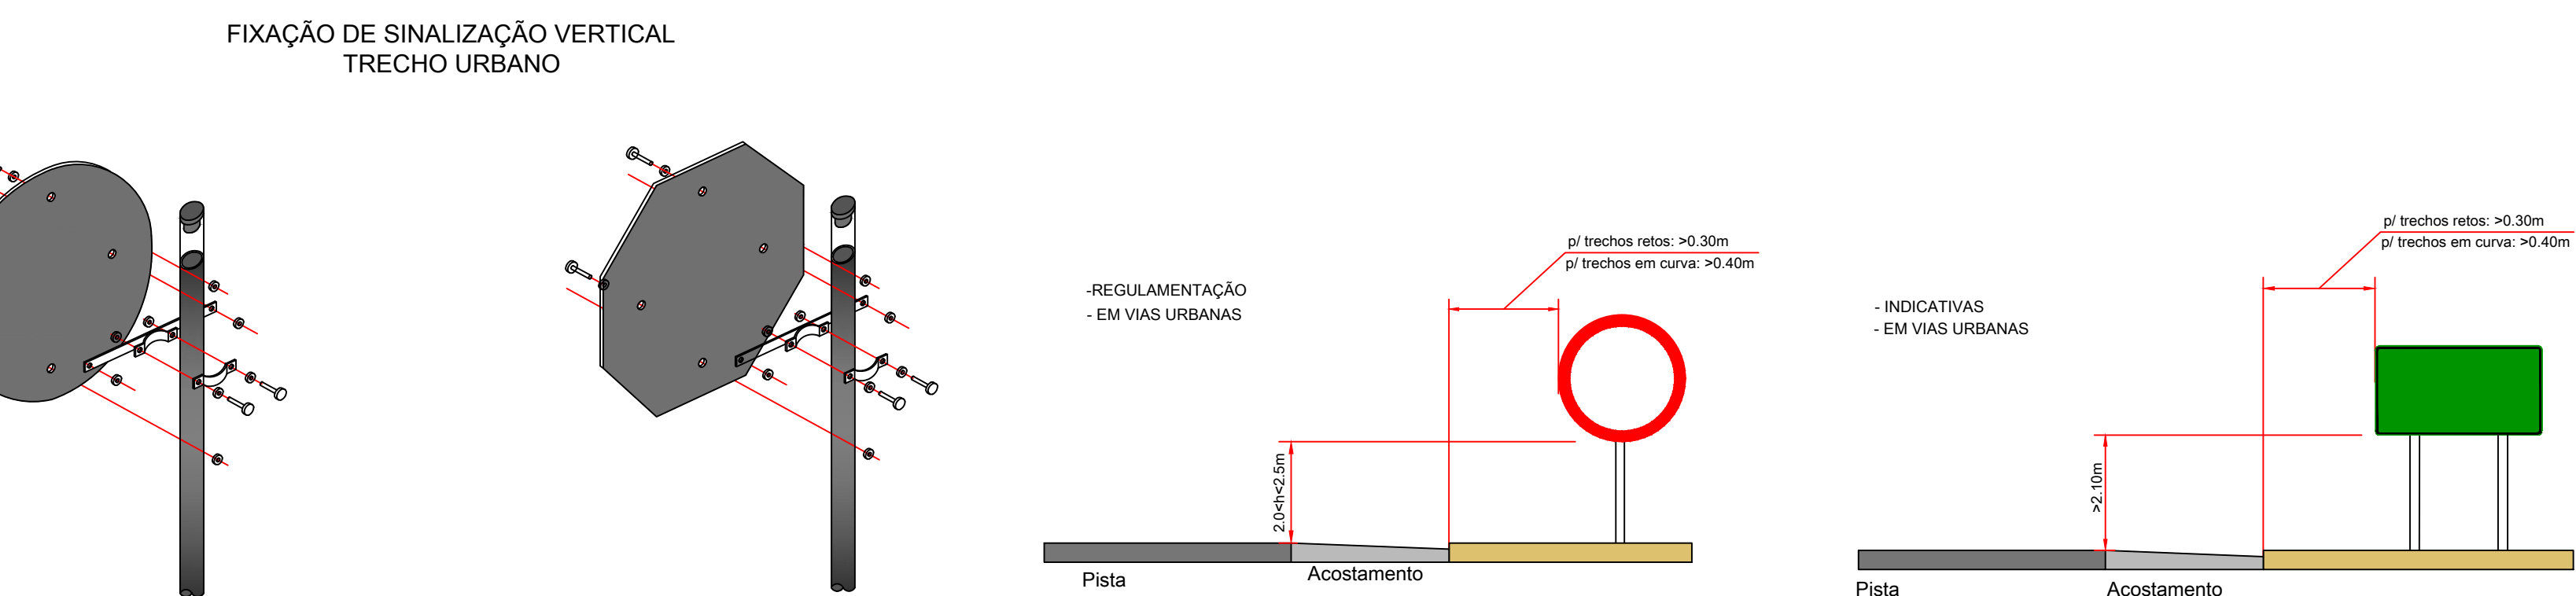 FIXAÇÃO DE SINALIZAÇÃO VERTICAL
TRECHO URBANO
-REGULAMENTAÇÃO
- EM VIAS URBANAS
p/ trechos retos: >0.30m
p/ trechos em curva: >0.40m
2.0<h<2.5m
Pista
Acostamento
- INDICATIVAS
- EM VIAS URBANAS
p/ trechos retos: >0.30m
p/ trechos em curva: >0.40m
>2.10m
Pista
Acostamento